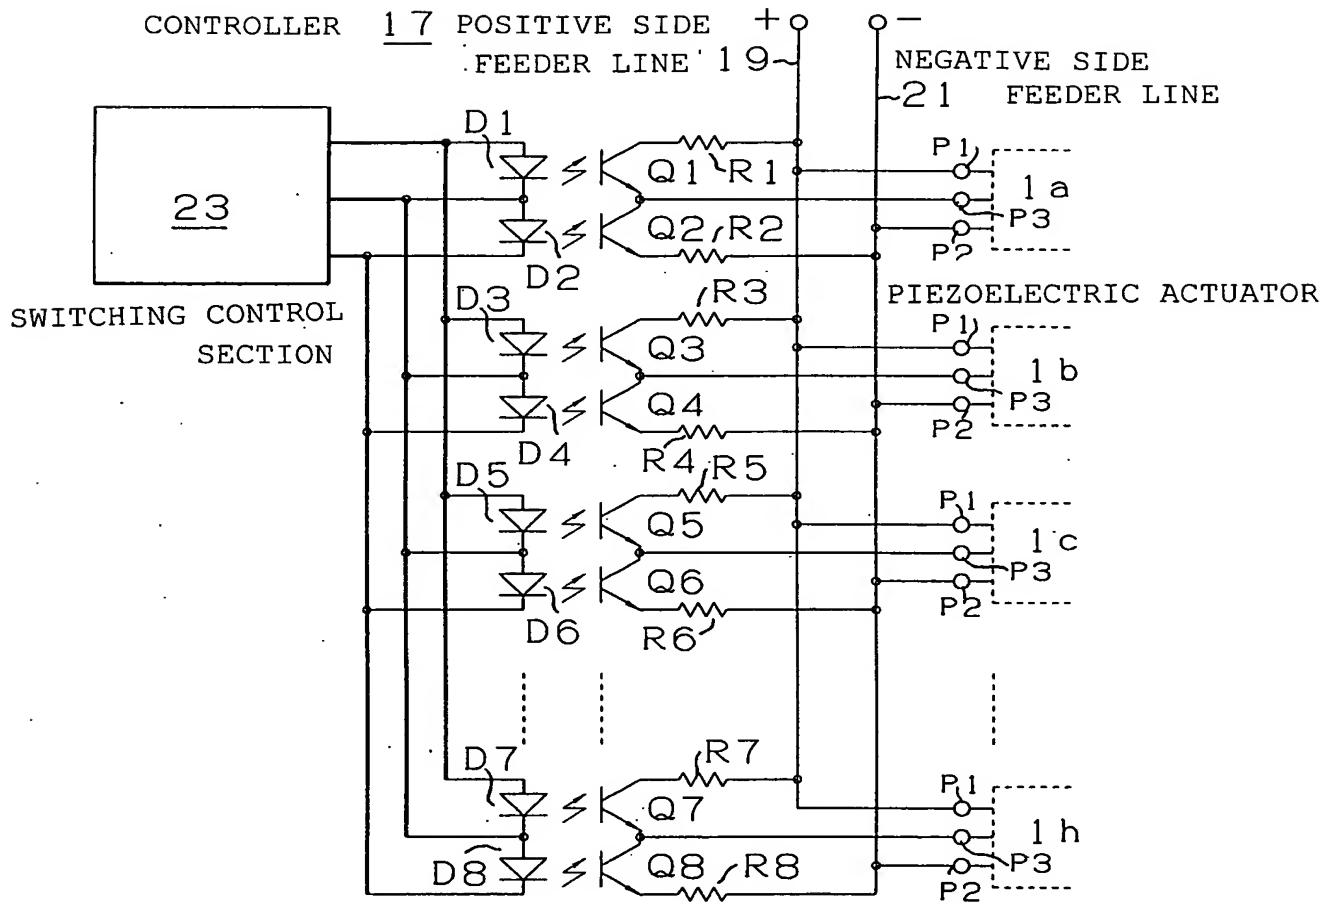 CONTROLLER 17 POSITIVE SIDE + −
FEEDER LINE 19
NEGATIVE SIDE
21 FEEDER LINE
D1
23
Q1 R1
P1
1a
P3
Q2 R2
P2
D2
SWITCHING CONTROL
SECTION
D3
R3
PIEZOELECTRIC ACTUATOR
P1
Q3
1b
P3
Q4
P2
D4
R4 R5
D5
P1
Q5
1c
P3
Q6
P2
D6
R6
D7
R7
P1
Q7
1h
P3
D8
Q8 R8
P2